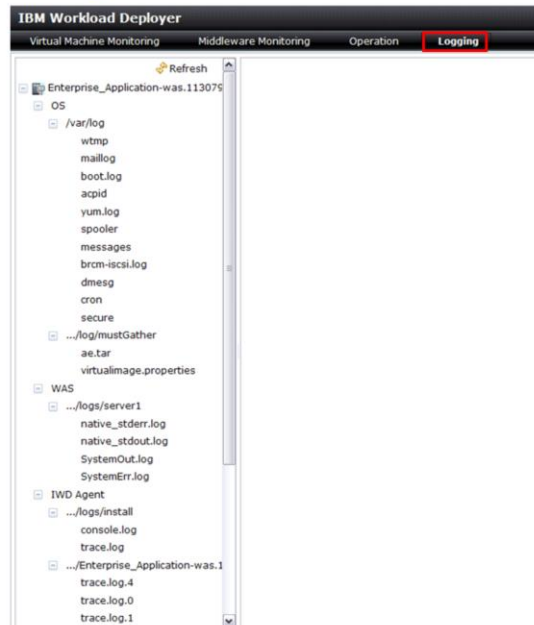 IBM Workload Deployer
Virtual Machine Monitoring Middleware Monitoring Operation Logging
Refresh
Enterprise_Application-was.113079
OS
/var/log
wtmp
maillog
boot.log
acpid
yum.log
spooler
messages
brcm-iscsi.log
dmesg
cron
secure
.../log/mustGather
ae.tar
virtualimage.properties
WAS
.../logs/server1
native_stderr.log
native_stdout.log
SystemOut.log
SystemErr.log
IWD Agent
.../logs/install
console.log
trace.log
.../Enterprise_Application-was.1
trace.log.4
trace.log.0
trace.log.1